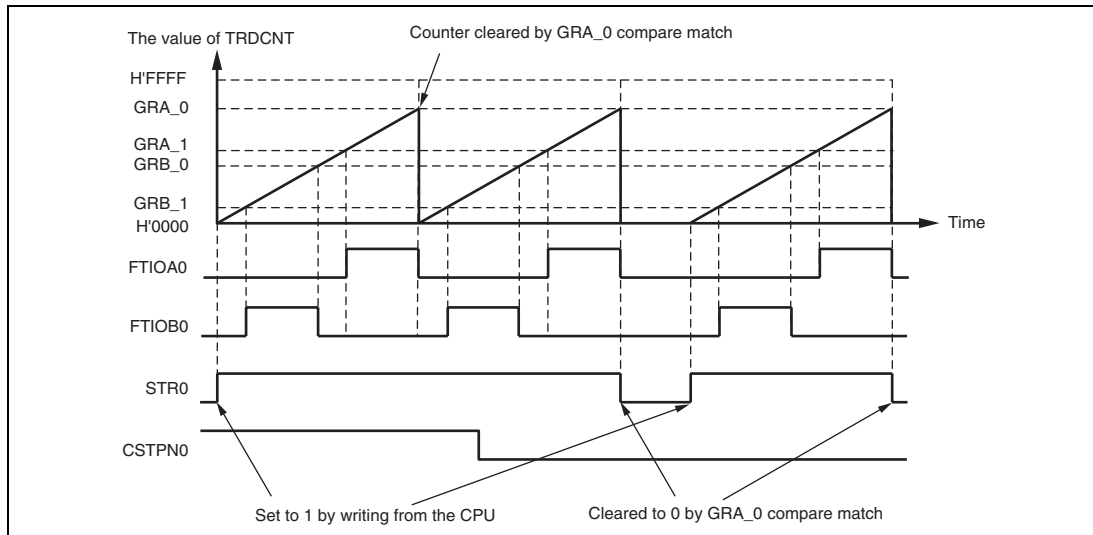 The value of TRDCNT
Counter cleared by GRA_0 compare match
H'FFFF
GRA_0
GRA_1
GRB_0
GRB_1
H'0000
Time
FTIOA0
FTIOB0
STR0
CSTPN0
Set to 1 by writing from the CPU
Cleared to 0 by GRA_0 compare match